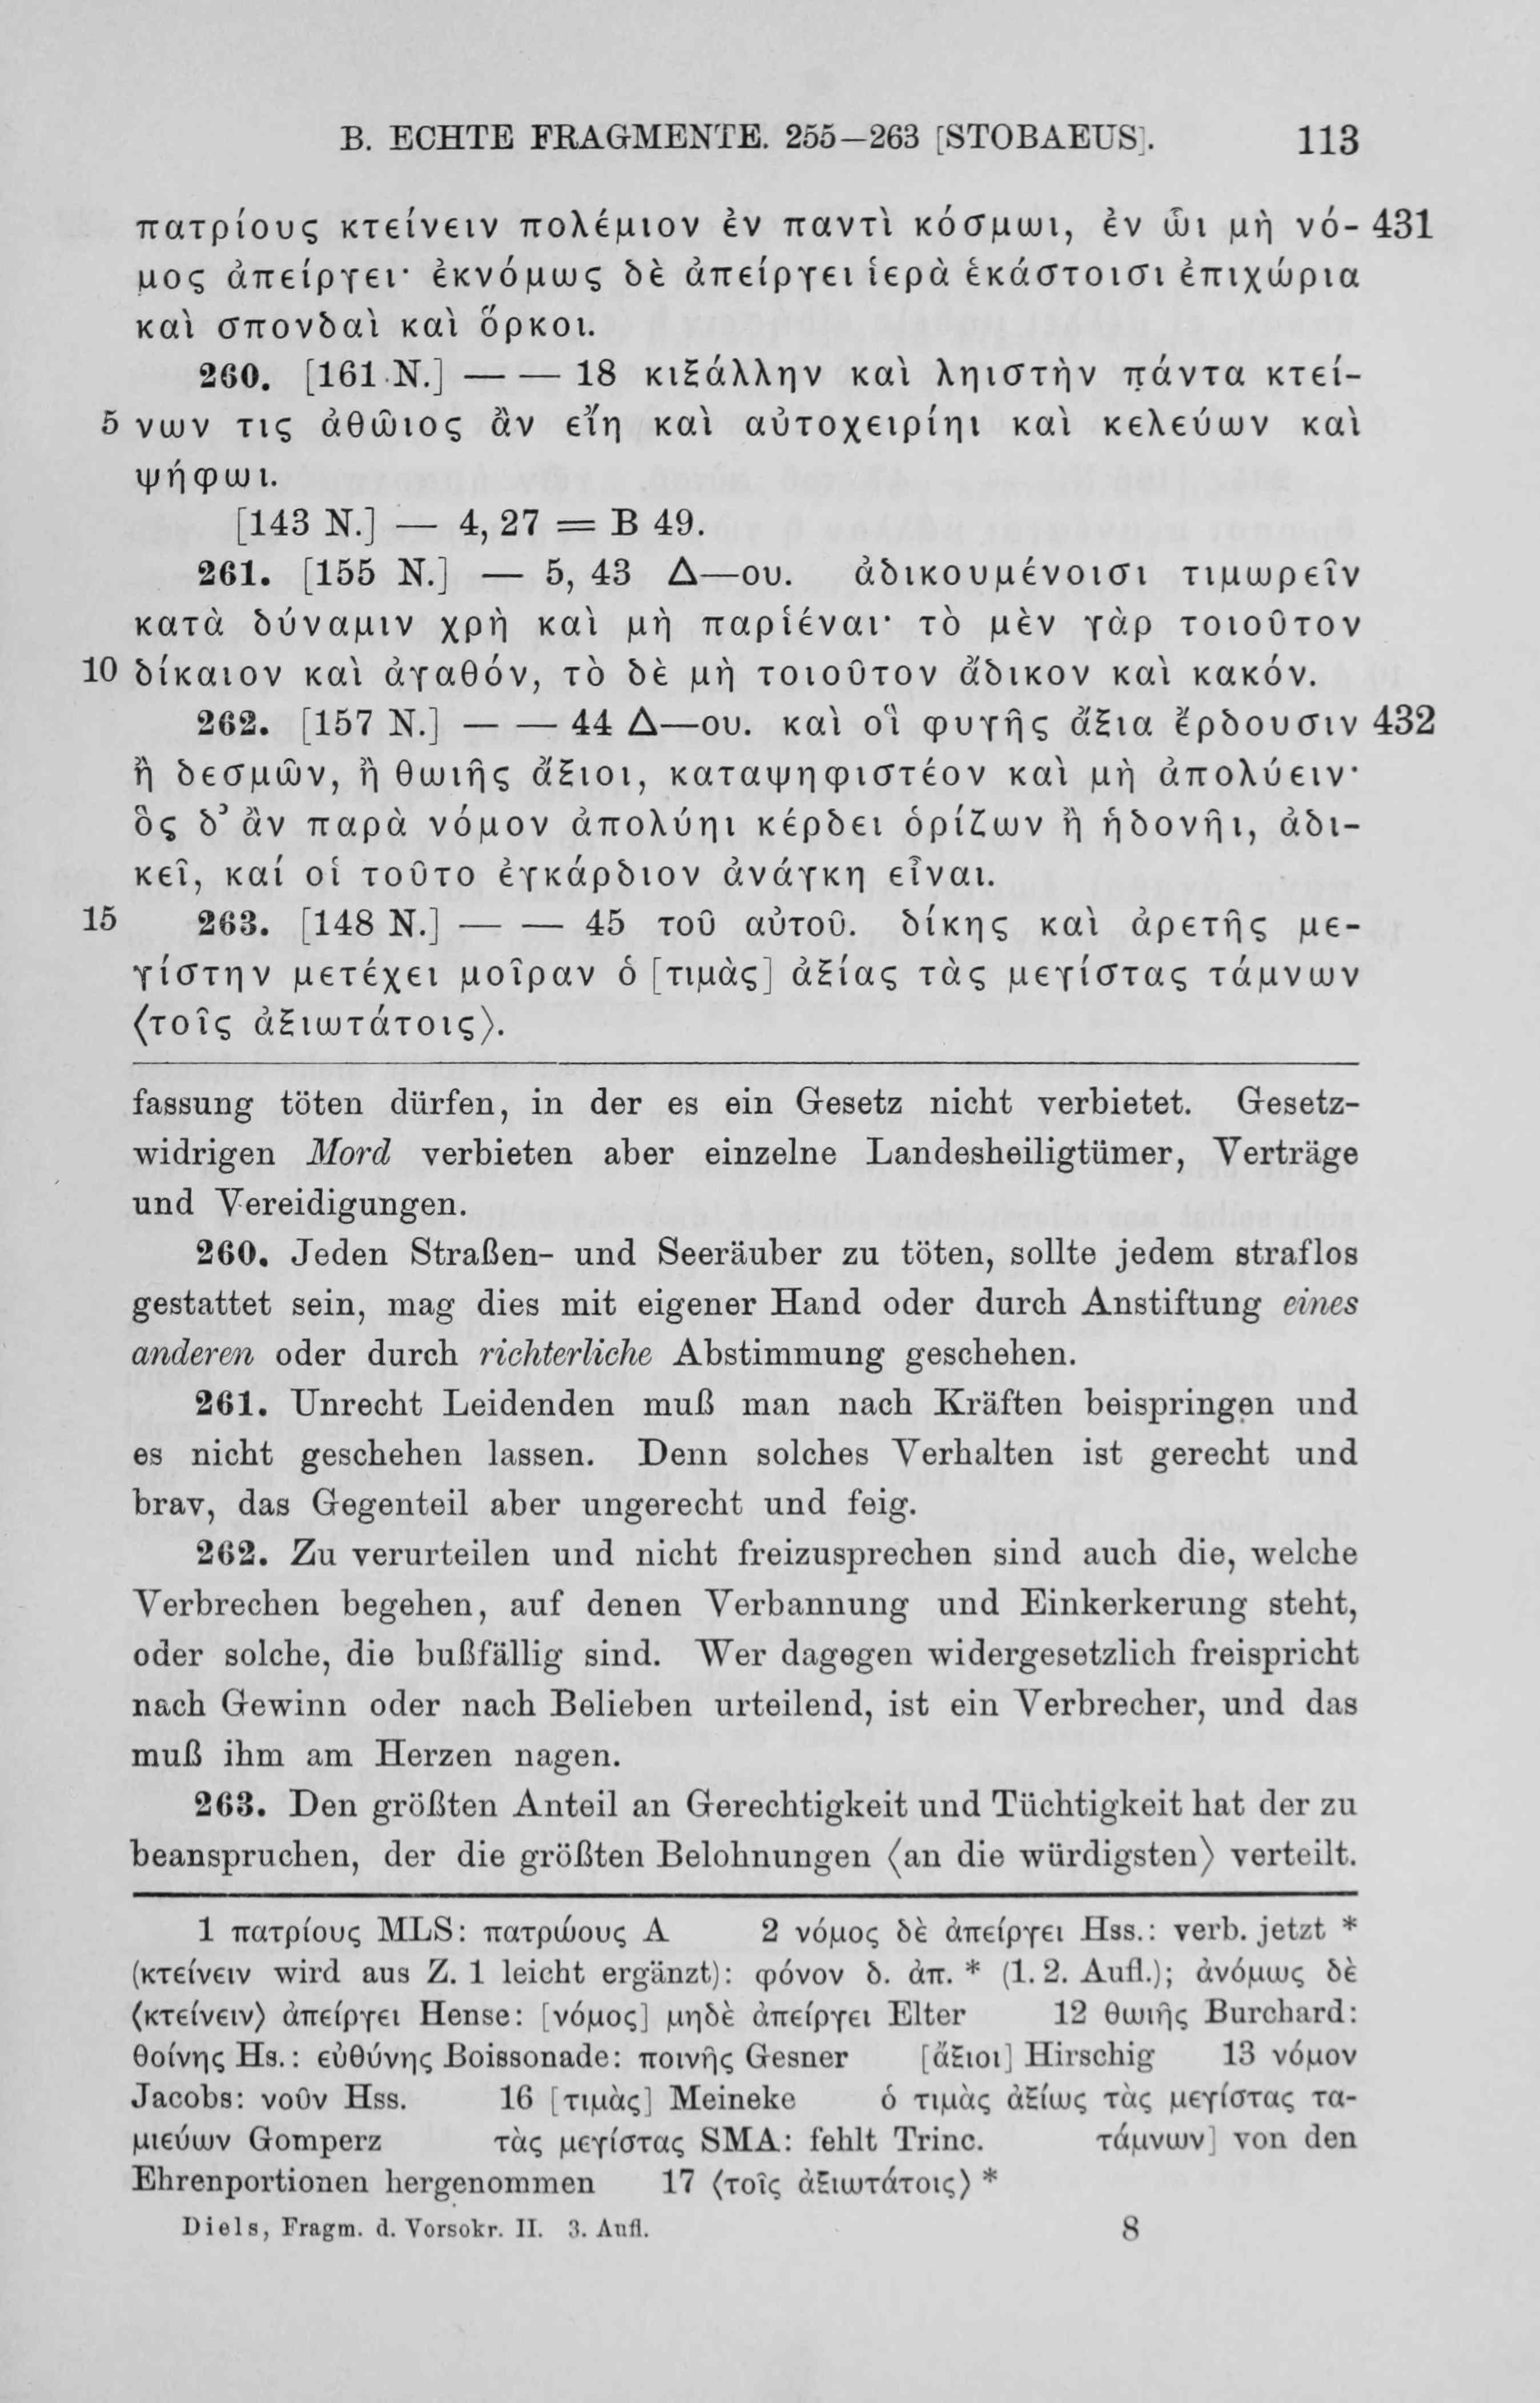 B. ECHTE FRAGMENTE. 255—263 [STOBAEUS]. 113
πατρίους κτείνειν πολέμιον ἐν παντὶ κόσμωι, ἐν ὧι μὴ νό- 431
μος ἀπείργει· ἐκνόμως δὲ ἀπείργει ἱερὰ ἑκάστοισι ἐπιχώρια
καὶ σπονδαὶ καὶ ὅρκοι.
260. [161 N.] — — 18 κιξάλλην καὶ ληιστὴν πάντα κτεί-
5 νων τις ἀθῶιος ἂν εἴη καὶ αὐτοχειρίηι καὶ κελεύων καὶ
ψήφωι.
[143 N.] — 4, 27 = B 49.
261. [155 N.] — 5, 43 Δ—ου. ἀδικουμένοισι τιμωρεῖν
κατὰ δύναμιν χρὴ καὶ μὴ παριέναι· τὸ μὲν γὰρ τοιοῦτον
10 δίκαιον καὶ ἀγαθόν, τὸ δὲ μὴ τοιοῦτον ἄδικον καὶ κακόν.
262. [157 N.] — — 44 Δ—ου. καὶ οἳ φυγῆς ἄξια ἔρδουσιν 432
ἢ δεσμῶν, ἢ θωιῆς ἄξιοι, καταψηφιστέον καὶ μὴ ἀπολύειν·
ὃς δ᾽ ἂν παρὰ νόμον ἀπολύηι κέρδει ὁρίζων ἢ ἡδονῆι, ἀδι-
κεῖ, καί οἱ τοῦτο ἐγκάρδιον ἀνάγκη εἶναι.
15 263. [148 N.] — — 45 τοῦ αὐτοῦ. δίκης καὶ ἀρετῆς με-
γίστην μετέχει μοῖραν ὁ [τιμὰς] ἀξίας τὰς μεγίστας τάμνων
⟨τοῖς ἀξιωτάτοις⟩.
fassung töten dürfen, in der es ein Gesetz nicht verbietet. Gesetz-
widrigen Mord verbieten aber einzelne Landesheiligtümer, Verträge
und Vereidigungen.
260. Jeden Straßen- und Seeräuber zu töten, sollte jedem straflos
gestattet sein, mag dies mit eigener Hand oder durch Anstiftung eines
anderen oder durch richterliche Abstimmung geschehen.
261. Unrecht Leidenden muß man nach Kräften beispringen und
es nicht geschehen lassen. Denn solches Verhalten ist gerecht und
brav, das Gegenteil aber ungerecht und feig.
262. Zu verurteilen und nicht freizusprechen sind auch die, welche
Verbrechen begehen, auf denen Verbannung und Einkerkerung steht,
oder solche, die bußfällig sind. Wer dagegen widergesetzlich freispricht
nach Gewinn oder nach Belieben urteilend, ist ein Verbrecher, und das
muß ihm am Herzen nagen.
263. Den größten Anteil an Gerechtigkeit und Tüchtigkeit hat der zu
beanspruchen, der die größten Belohnungen ⟨an die würdigsten⟩ verteilt.
1 πατρίους MLS: πατρώους A 2 νόμος δὲ ἀπείργει Hss.: verb. jetzt *
(κτείνειν wird aus Z. 1 leicht ergänzt): φόνον δ. ἀπ. * (1. 2. Aufl.); ἀνόμως δὲ
⟨κτείνειν⟩ ἀπείργει Hense: [νόμος] μηδὲ ἀπείργει Elter 12 θωιῆς Burchard:
θοίνης Hs.: εὐθύνης Boissonade: ποινῆς Gesner [ἄξιοι] Hirschig 13 νόμον
Jacobs: νοῦν Hss. 16 [τιμὰς] Meineke ὁ τιμὰς ἀξίως τὰς μεγίστας τα-
μιεύων Gomperz τὰς μεγίστας SMA: fehlt Trinc. τάμνων] von den
Ehrenportionen hergenommen 17 ⟨τοῖς ἀξιωτάτοις⟩ *
Diels, Fragm. d. Vorsokr. II. 3. Aufl. 8